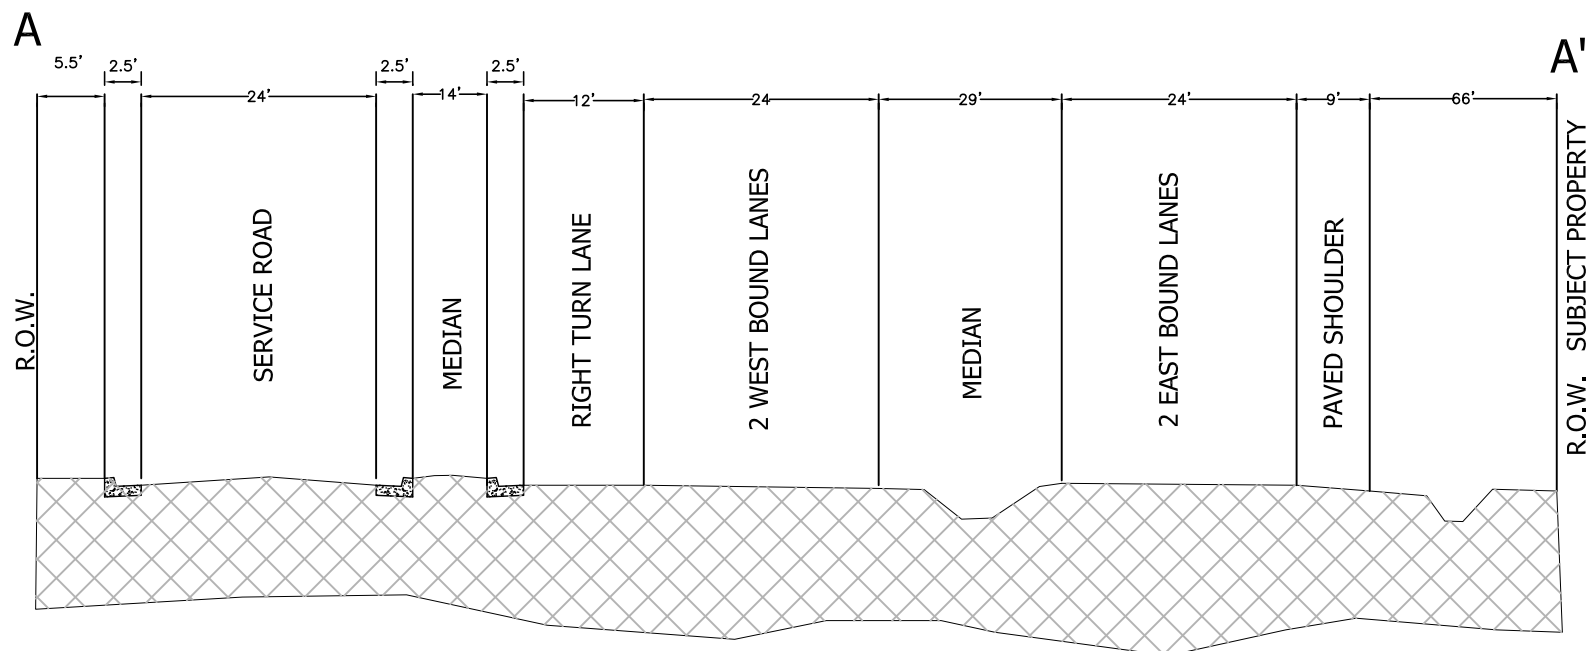 A
A'
5.5' 2.5' 2.5' 2.5'
24' 14' 12' 24 29' 24' 9' 66'
R.O.W.
SERVICE ROAD
MEDIAN
RIGHT TURN LANE
2 WEST BOUND LANES
MEDIAN
2 EAST BOUND LANES
PAVED SHOULDER
R.O.W. SUBJECT PROPERTY